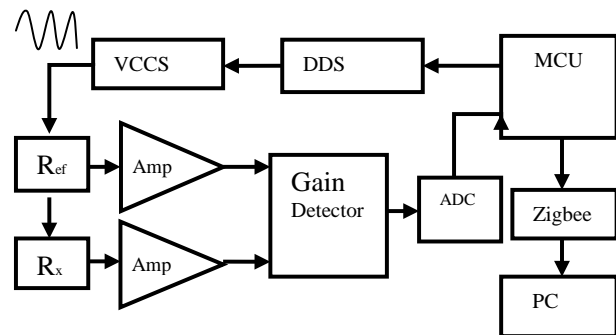 VCCS
DDS
MCU
Ref
Amp
Gain
Detector
ADC
Rx
Amp
Zigbee
PC